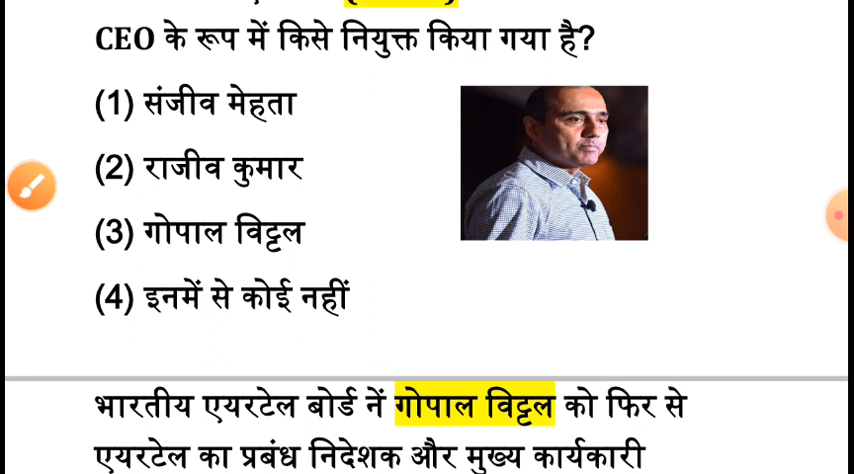 CEO के रूप में किसे नियुक्त किया गया है?
(1) संजीव मेहता
(2) राजीव कुमार
(3) गोपाल विट्टल
(4) इनमें से कोई नहीं
भारतीय एयरटेल बोर्ड नें गोपाल विट्टल को फिर से
एयरटेल का प्रबंध निदेशक और मुख्य कार्यकारी